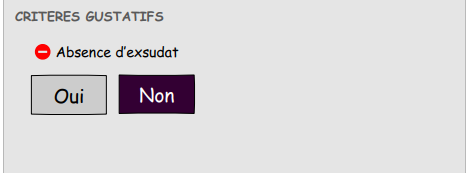 CRITERES GUSTATIFS
Absence d'exsudat
Oui Non